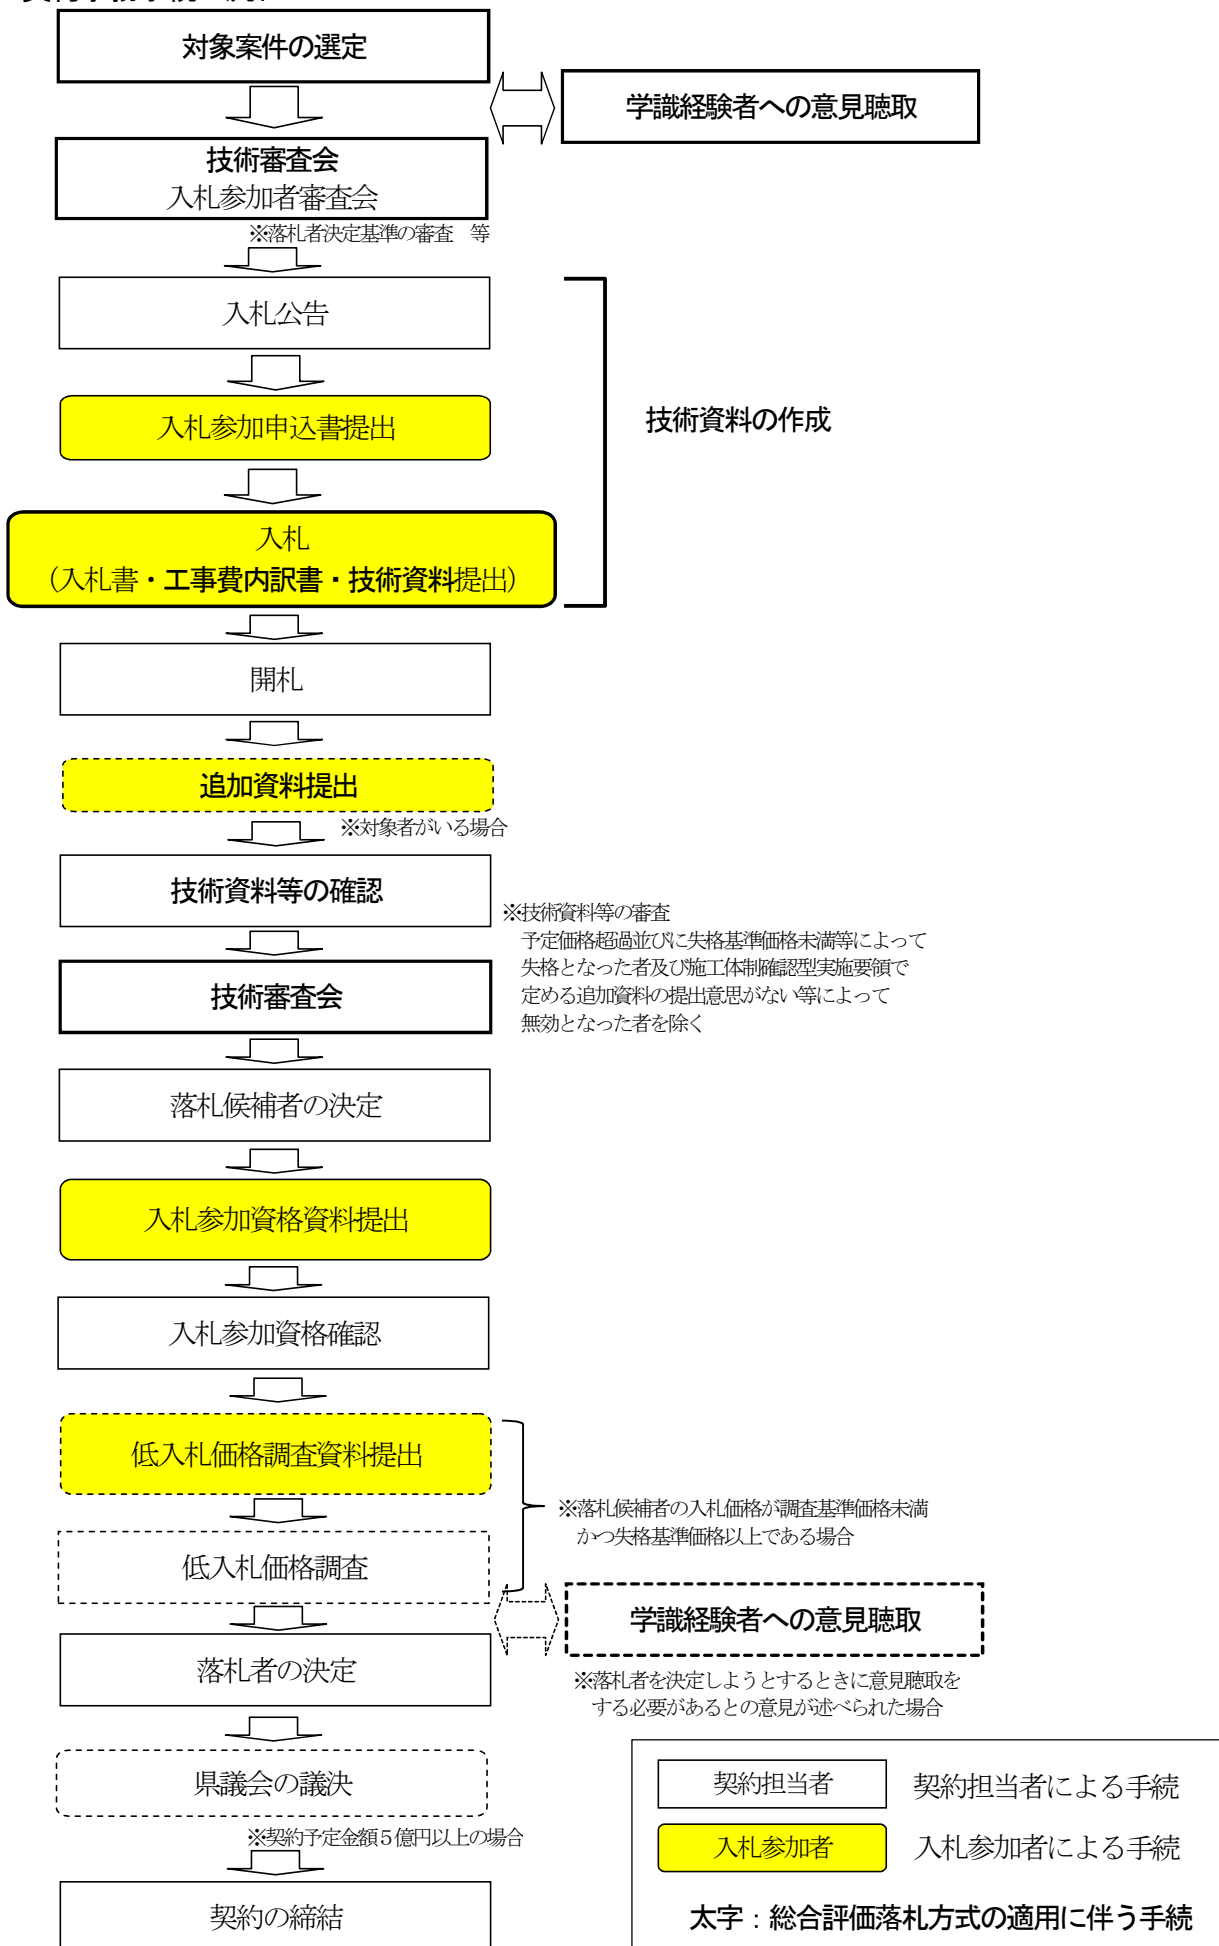 対象案件の選定
学識経験者への意見聴取
技術審査会
入札参加者審査会
※落札者決定基準の審査　等
入札公告
入札参加申込書提出
技術資料の作成
入札
（入札書・工事費内訳書・技術資料提出）
開札
追加資料提出
※対象者がいる場合
技術資料等の確認
※技術資料等の審査
予定価格超過並びに失格基準価格未満等によって
失格となった者及び施工体制確認型実施要領で
定める追加資料の提出意思がない等によって
無効となった者を除く
技術審査会
落札候補者の決定
入札参加資格資料提出
入札参加資格確認
低入札価格調査資料提出
※落札候補者の入札価格が調査基準価格未満
かつ失格基準価格以上である場合
低入札価格調査
学識経験者への意見聴取
落札者の決定
※落札者を決定しようとするときに意見聴取を
する必要があるとの意見が述べられた場合
県議会の議決
※契約予定金額５億円以上の場合
契約の締結
契約担当者　契約担当者による手続
入札参加者　入札参加者による手続
太字：総合評価落札方式の適用に伴う手続